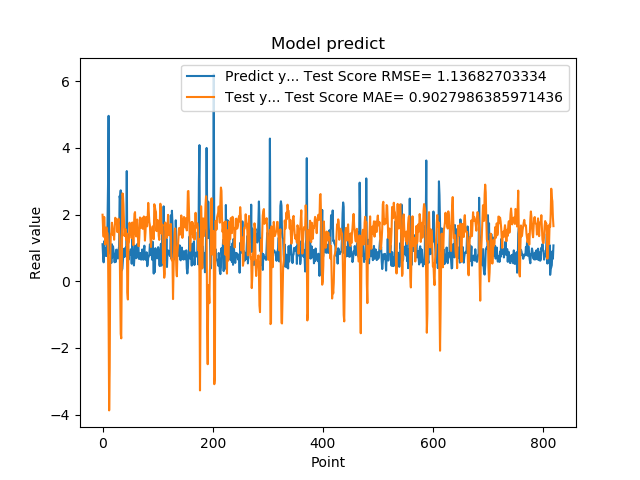 Model predict
Predict y... Test Score RMSE= 1.13682703334
Test y... Test Score MAE= 0.9027986385971436
6
4
2
0
−2
−4
Real value
0 200 400 600 800
Point